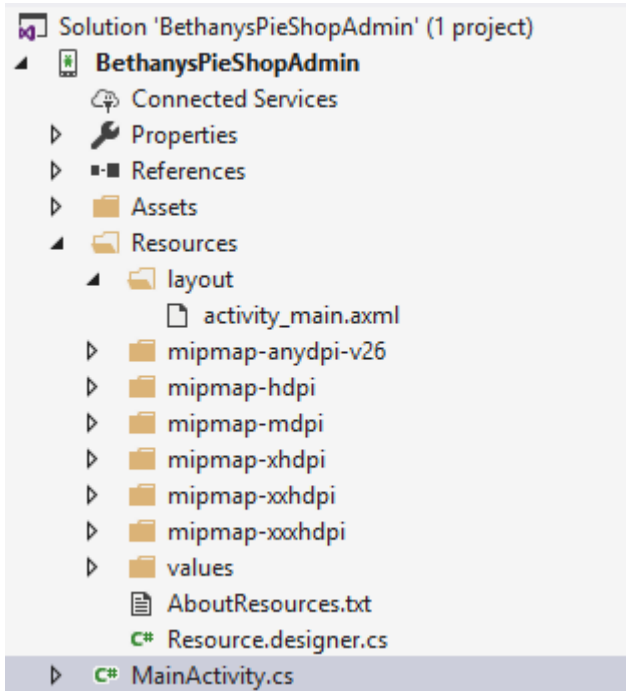 Solution 'BethanysPieShopAdmin' (1 project)
BethanysPieShopAdmin
Connected Services
Properties
References
Assets
Resources
layout
activity_main.axml
mipmap-anydpi-v26
mipmap-hdpi
mipmap-mdpi
mipmap-xhdpi
mipmap-xxhdpi
mipmap-xxxhdpi
values
AboutResources.txt
C# Resource.designer.cs
C# MainActivity.cs